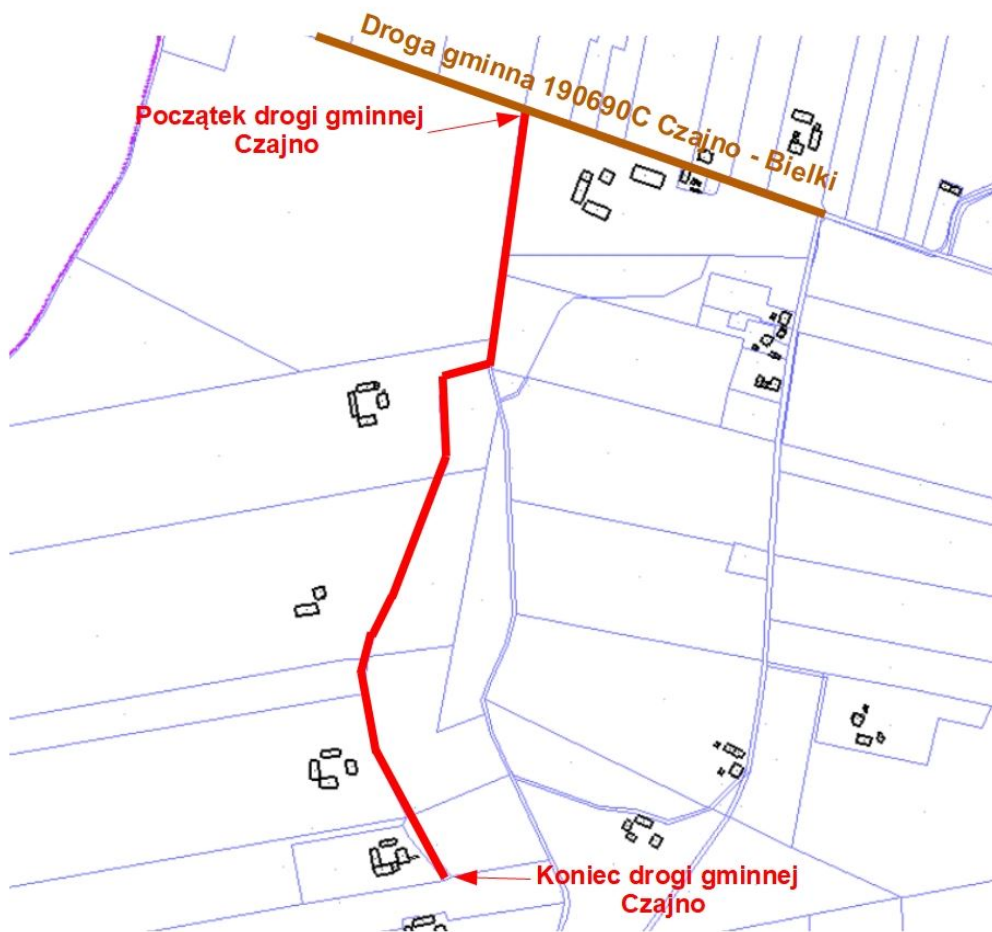 Droga gminna 190690C Czajno - Bielki
Początek drogi gminnej
Czajno
Koniec drogi gminnej
Czajno